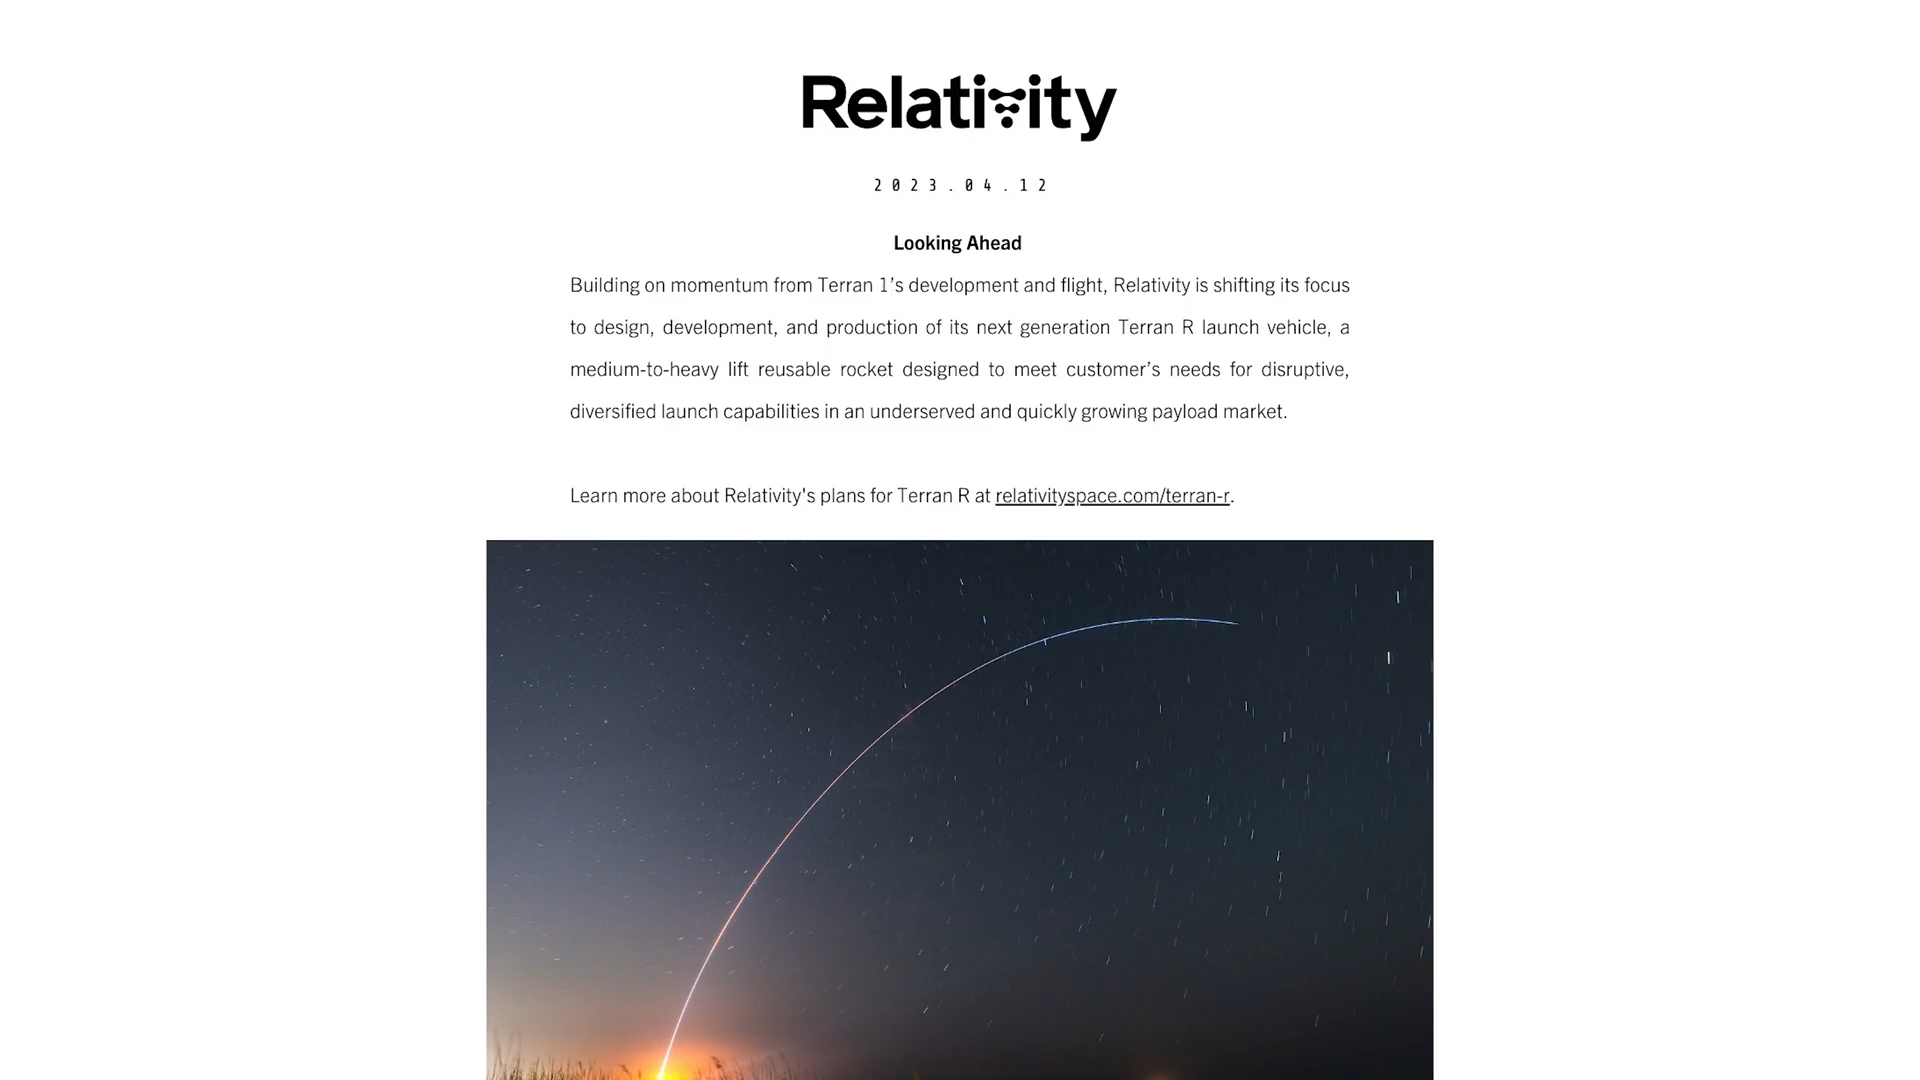 Relativity
2023.04.12
Looking Ahead
Building on momentum from Terran 1’s development and flight, Relativity is shifting its focus
to design, development, and production of its next generation Terran R launch vehicle, a
medium-to-heavy lift reusable rocket designed to meet customer’s needs for disruptive,
diversified launch capabilities in an underserved and quickly growing payload market.
Learn more about Relativity's plans for Terran R at relativityspace.com/terran-r.